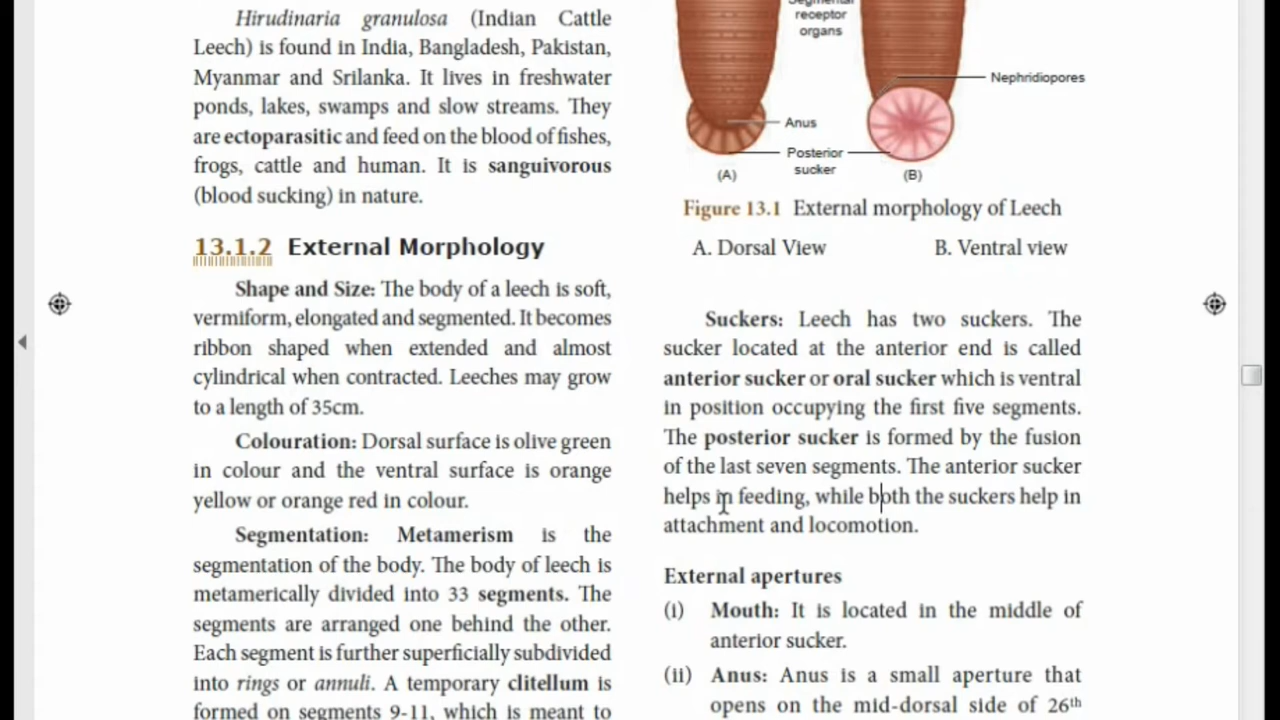 Hirudinaria granulosa (Indian Cattle
Leech) is found in India, Bangladesh, Pakistan,
Myanmar and Srilanka. It lives in freshwater
ponds, lakes, swamps and slow streams. They
are ectoparasitic and feed on the blood of fishes,
frogs, cattle and human. It is sanguivorous
(blood sucking) in nature.
13.1.2 External Morphology
Shape and Size: The body of a leech is soft,
vermiform, elongated and segmented. It becomes
ribbon shaped when extended and almost
cylindrical when contracted. Leeches may grow
to a length of 35cm.
Colouration: Dorsal surface is olive green
in colour and the ventral surface is orange
yellow or orange red in colour.
Segmentation: Metamerism is the
segmentation of the body. The body of leech is
metamerically divided into 33 segments. The
segments are arranged one behind the other.
Each segment is further superficially subdivided
into rings or annuli. A temporary clitellum is
formed on segments 9-11, which is meant to
Segmental
receptor
organs
Nephridiopores
Anus
Posterior
sucker
(A)
(B)
Figure 13.1 External morphology of Leech
A. Dorsal View B. Ventral view
Suckers: Leech has two suckers. The
sucker located at the anterior end is called
anterior sucker or oral sucker which is ventral
in position occupying the first five segments.
The posterior sucker is formed by the fusion
of the last seven segments. The anterior sucker
helps in feeding, while both the suckers help in
attachment and locomotion.
External apertures
(i) Mouth: It is located in the middle of
anterior sucker.
(ii) Anus: Anus is a small aperture that
opens on the mid-dorsal side of 26th